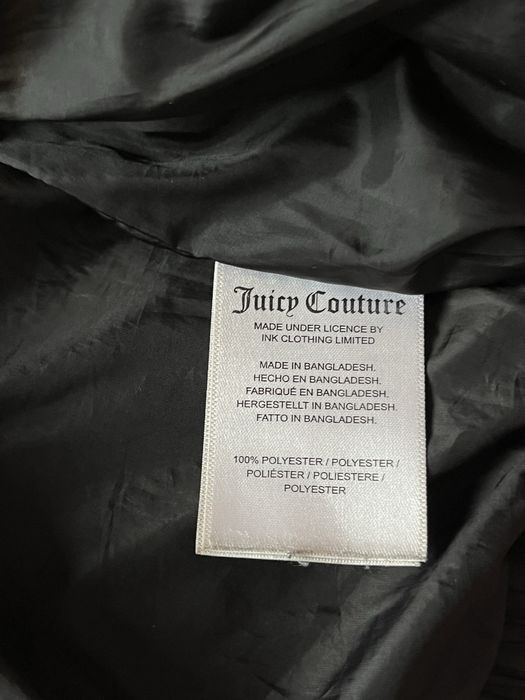 Juicy Couture
MADE UNDER LICENCE BY
INK CLOTHING LIMITED
MADE IN BANGLADESH.
HECHO EN BANGLADESH.
FABRIQUÉ EN BANGLADESH.
HERGESTELLT IN BANGLADESH.
FATTO IN BANGLADESH.
100% POLYESTER / POLYESTER /
POLIÉSTER / POLIESTERE /
POLYESTER